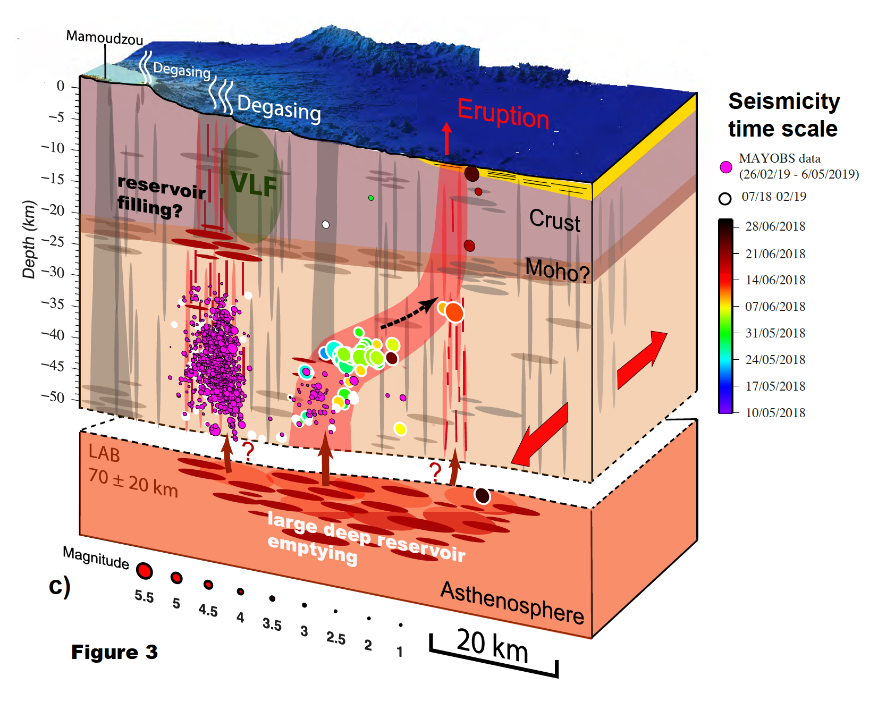 Mamoudzou
Degasing
Degasing
Eruption
Seismicity
time scale
MAYOBS data
(26/02/19 - 6/05/2019)
07/18-02/19
28/06/2018
21/06/2018
14/06/2018
07/06/2018
31/05/2018
24/05/2018
17/05/2018
10/05/2018
Depth (km)
0
−5
−10
−15
−20
−25
−30
−35
−40
−45
−50
reservoir
filling?
VLF
Crust
Moho?
?
?
LAB
70 ± 20 km
large deep reservoir
emptying
Asthenosphere
Magnitude
5.5
5
4.5
4
3.5
3
2.5
2
1
c)
20 km
Figure 3